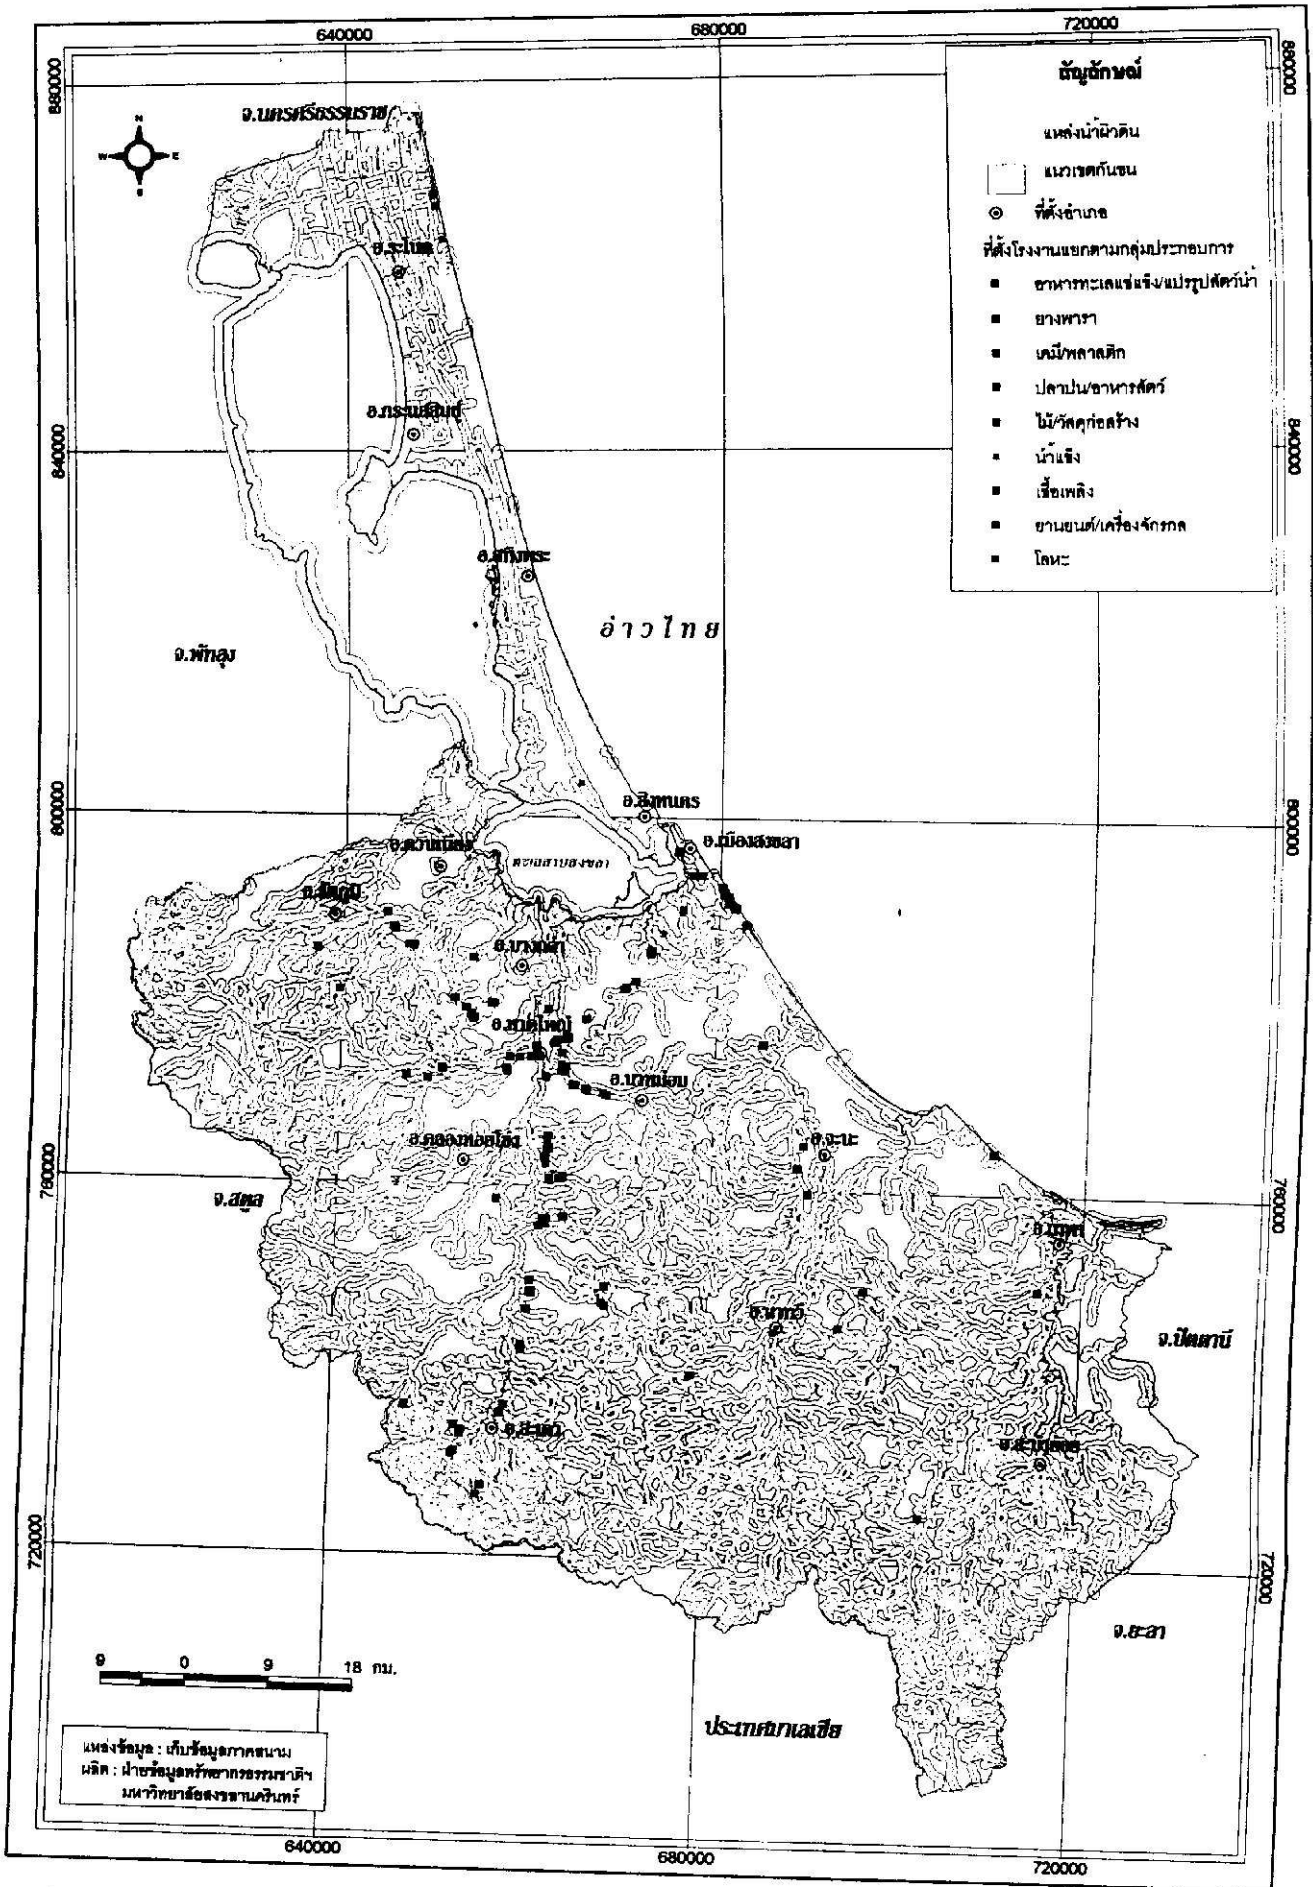 640000
680000
720000
880000
880000
สัญลักษณ์
แหล่งน้ำผิวดิน
แนวเขตกันชน
ที่ตั้งอำเภอ
ที่ตั้งโรงงานแยกตามกลุ่มประกอบการ
อาหารทะเลแช่แข็ง/แปรรูปสัตว์น้ำ
ยางพารา
เคมี/พลาสติก
ปลาป่น/อาหารสัตว์
ไม้/วัสดุก่อสร้าง
น้ำแข็ง
เชื้อเพลิง
ยานยนต์/เครื่องจักรกล
โลหะ
จ.นครศรีธรรมราช
N
W
E
S
อ.ระโนด
อ.กระแสสินธุ์
840000
840000
อ.สทิงพระ
อ่าวไทย
จ.พัทลุง
800000
800000
อ.สิงหนคร
อ.เมืองสงขลา
อ.ควนเนียง
ทะเลสาบสงขลา
อ.รัตภูมิ
อ.บางกล่ำ
อ.หาดใหญ่
อ.นาหม่อม
อ.คลองหอยโข่ง
อ.จะนะ
760000
760000
จ.สตูล
อ.เทพา
อ.นาทวี
จ.ปัตตานี
อ.สะเดา
อ.สะบ้าย้อย
720000
720000
จ.ยะลา
9 0 9 18 กม.
ประเทศมาเลเซีย
แหล่งข้อมูล : เก็บข้อมูลภาคสนาม
ผลิต : ฝ่ายข้อมูลทรัพยากรธรรมชาติฯ
มหาวิทยาลัยสงขลานครินทร์
640000
680000
720000